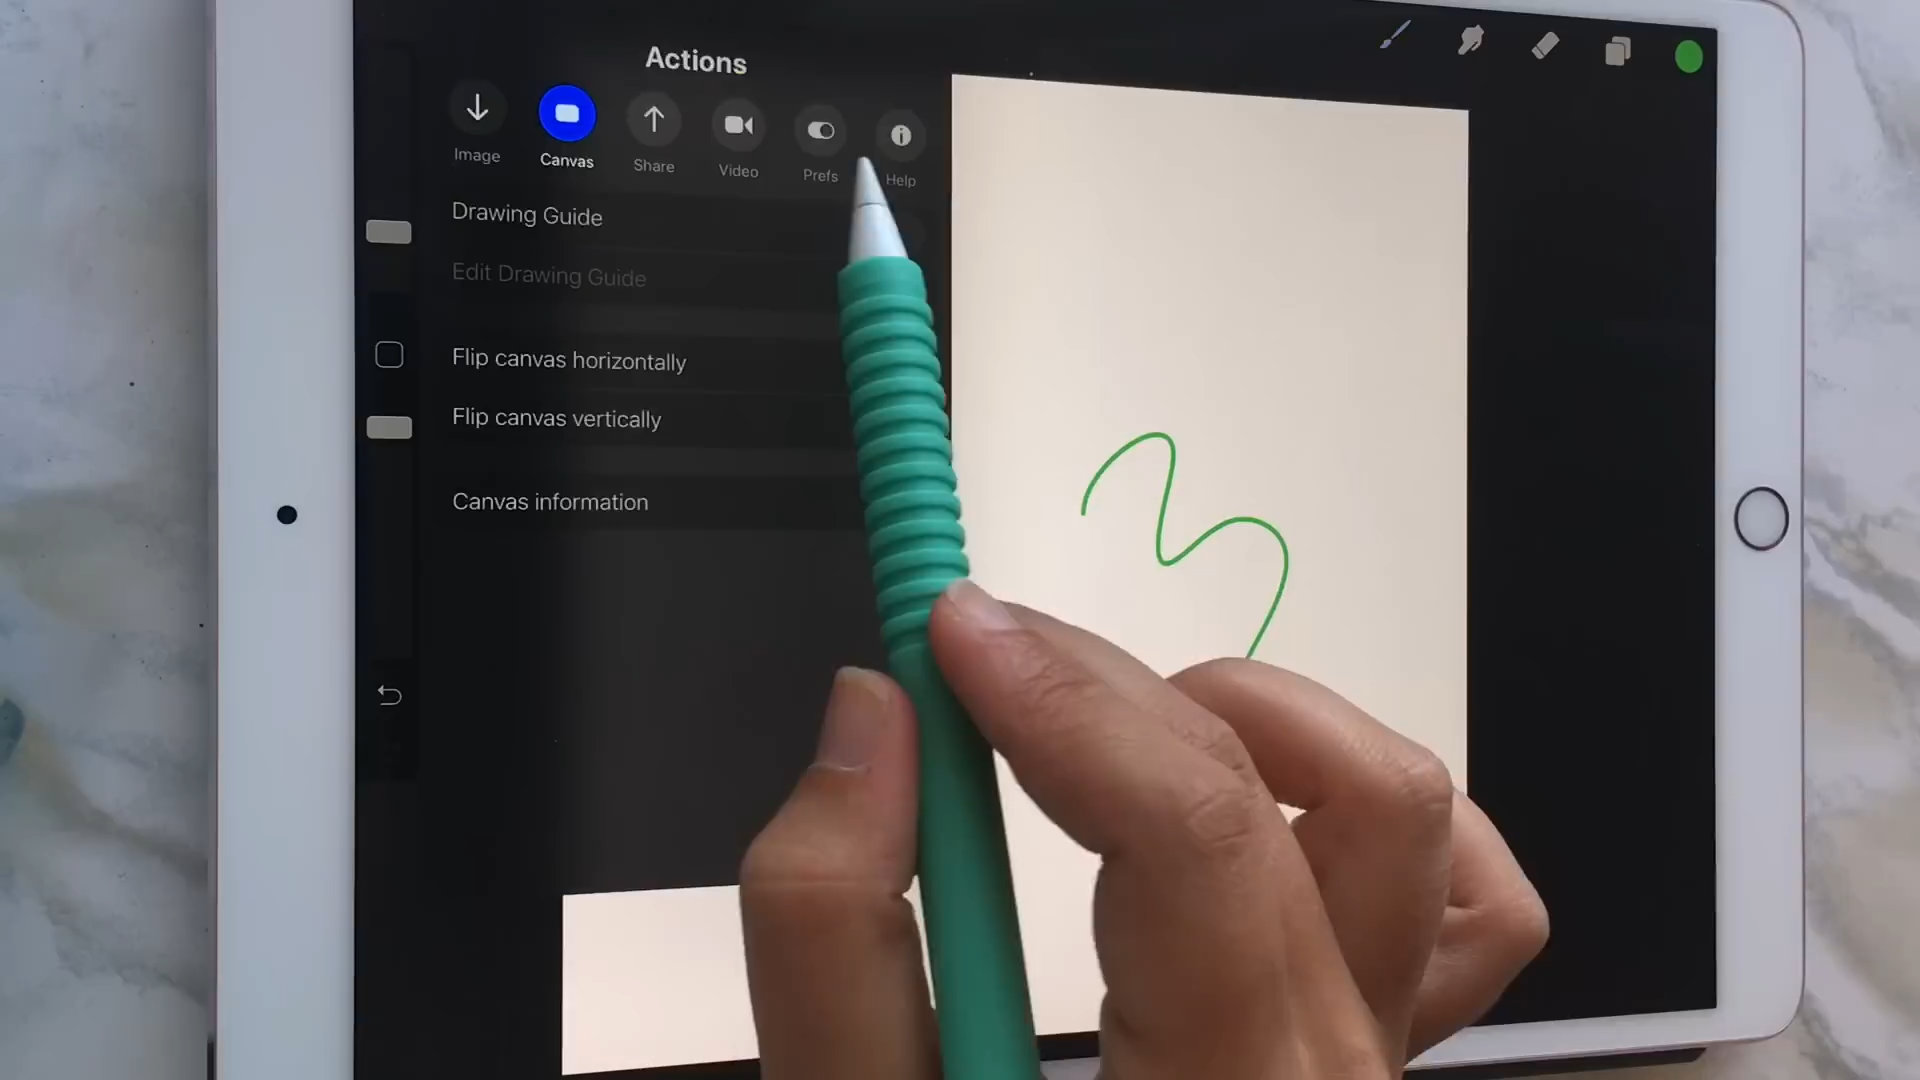 Actions
Image
Canvas
Share
Video
Prefs
Help
Drawing Guide
Edit Drawing Guide
Flip canvas horizontally
Flip canvas vertically
Canvas information